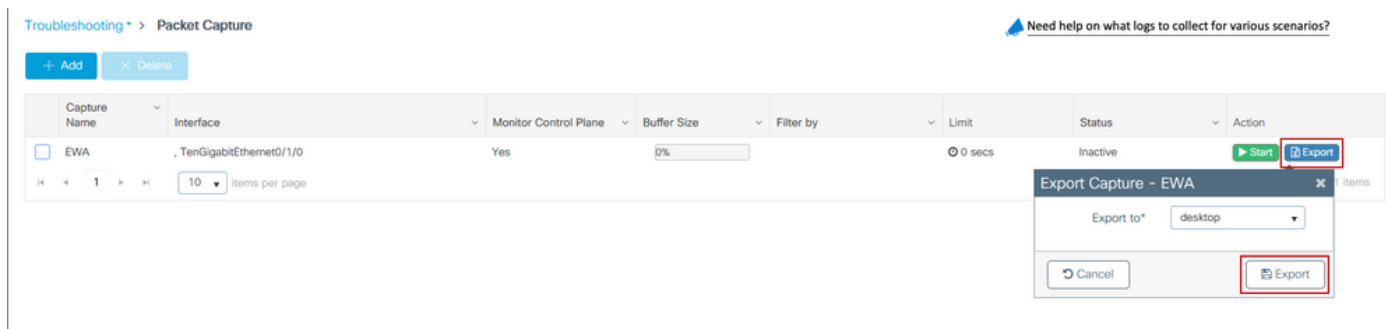 Troubleshooting > Packet Capture
Need help on what logs to collect for various scenarios?
+ Add
× Delete
Capture Name
Interface
Monitor Control Plane
Buffer Size
Filter by
Limit
Status
Action
EWA
, TenGigabitEthernet0/1/0
Yes
0%
0 secs
Inactive
Start
Export
1
10
items per page
1 items
Export Capture - EWA
Export to*
desktop
Cancel
Export